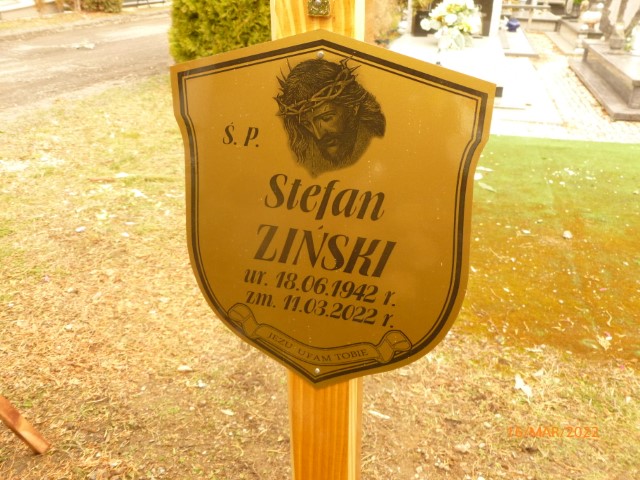 Ś. P.
Stefan
ZIŃSKI
ur. 18.06.1942 r.
zm. 11.03.2022 r.
JEZU UFAM TOBIE